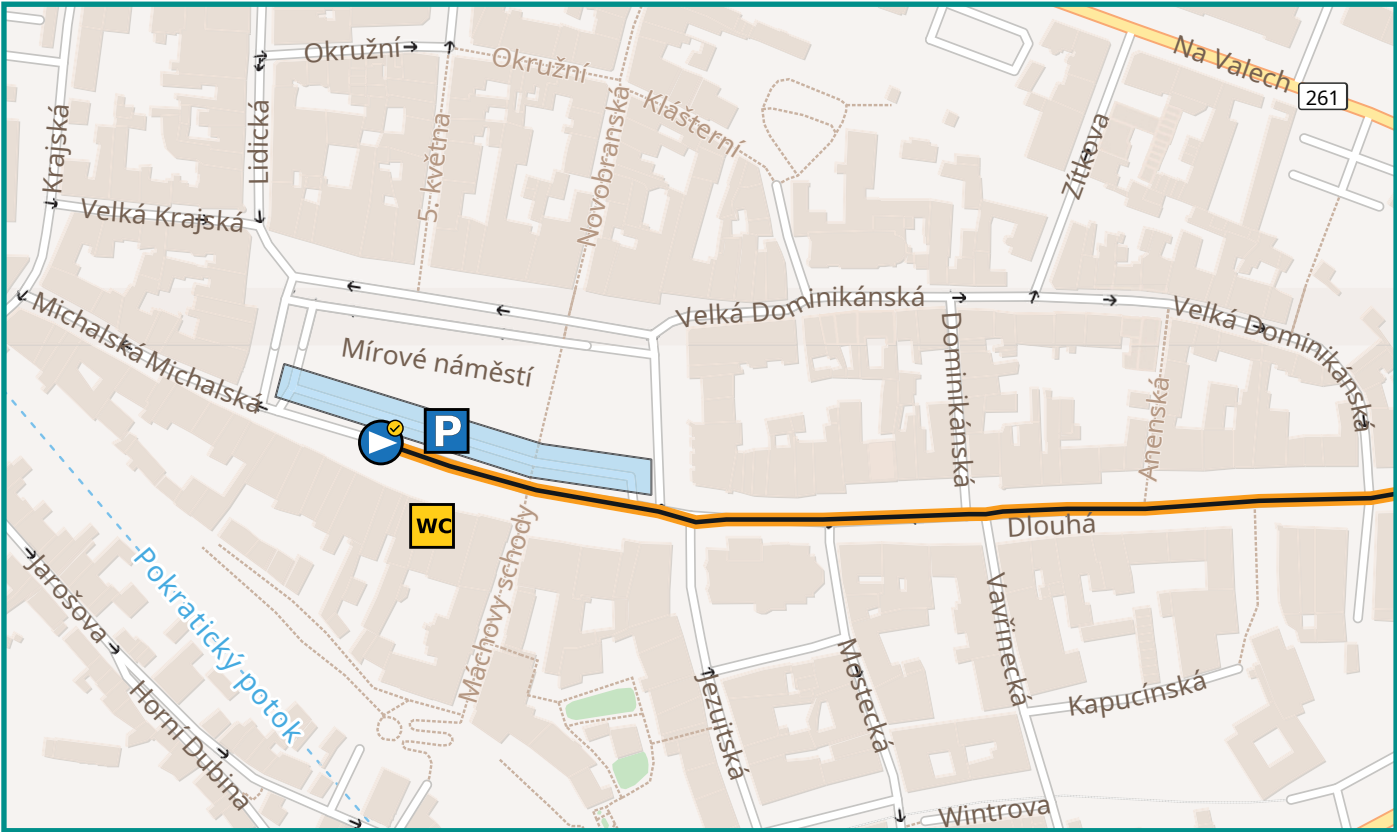 Na Valech
261
Okružní
Okružní
Klášterní
Krajská
Lidická
5. května
Novobranská
Zítkova
Velká Krajská
Velká Dominikánská
Velká Dominikánská
Michalská
Michalská
Mírové náměstí
Dominikánská
Anenská
P
WC
Dlouhá
Máchovy schody
Pokratický potok
Jarošova
Horní Dubina
Jezuitská
Mostecká
Vavřinecká
Kapucínská
Wintrova